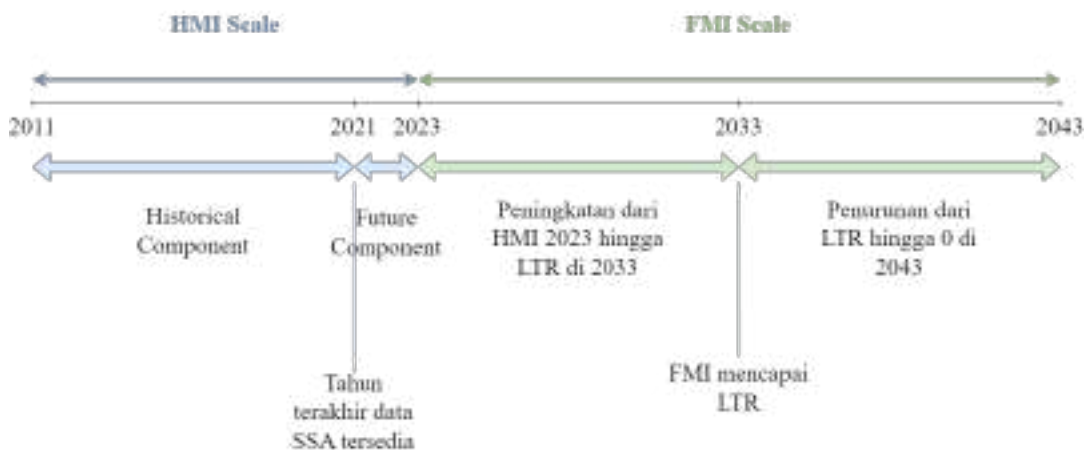 HMI Scale
FMI Scale
2011
2021
2023
2033
2043
Historical
Component
Future
Component
Peningkatan dari
HMI 2023 hingga
LTR di 2033
Penurunan dari
LTR hingga 0 di
2043
Tahun
terakhir data
SSA tersedia
FMI mencapai
LTR